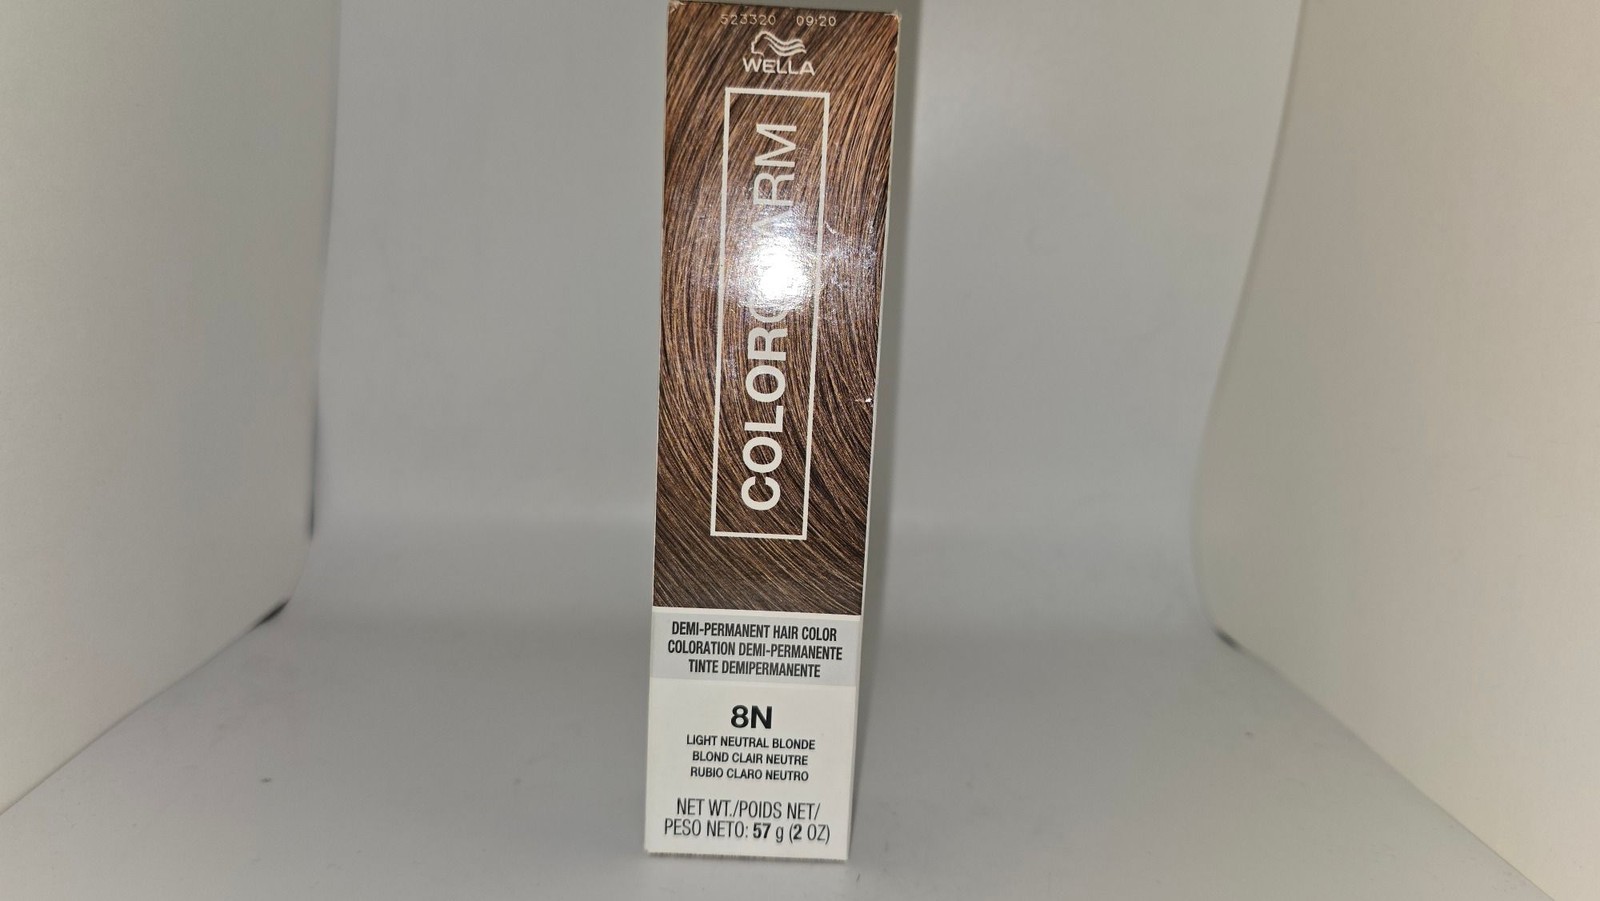 523320 09:20
WELLA
COLORCHARM
DEMI-PERMANENT HAIR COLOR
COLORATION DEMI-PERMANENTE
TINTE DEMIPERMANENTE
8N
LIGHT NEUTRAL BLONDE
BLOND CLAIR NEUTRE
RUBIO CLARO NEUTRO
NET WT./POIDS NET/
PESO NETO: 57 g (2 OZ)